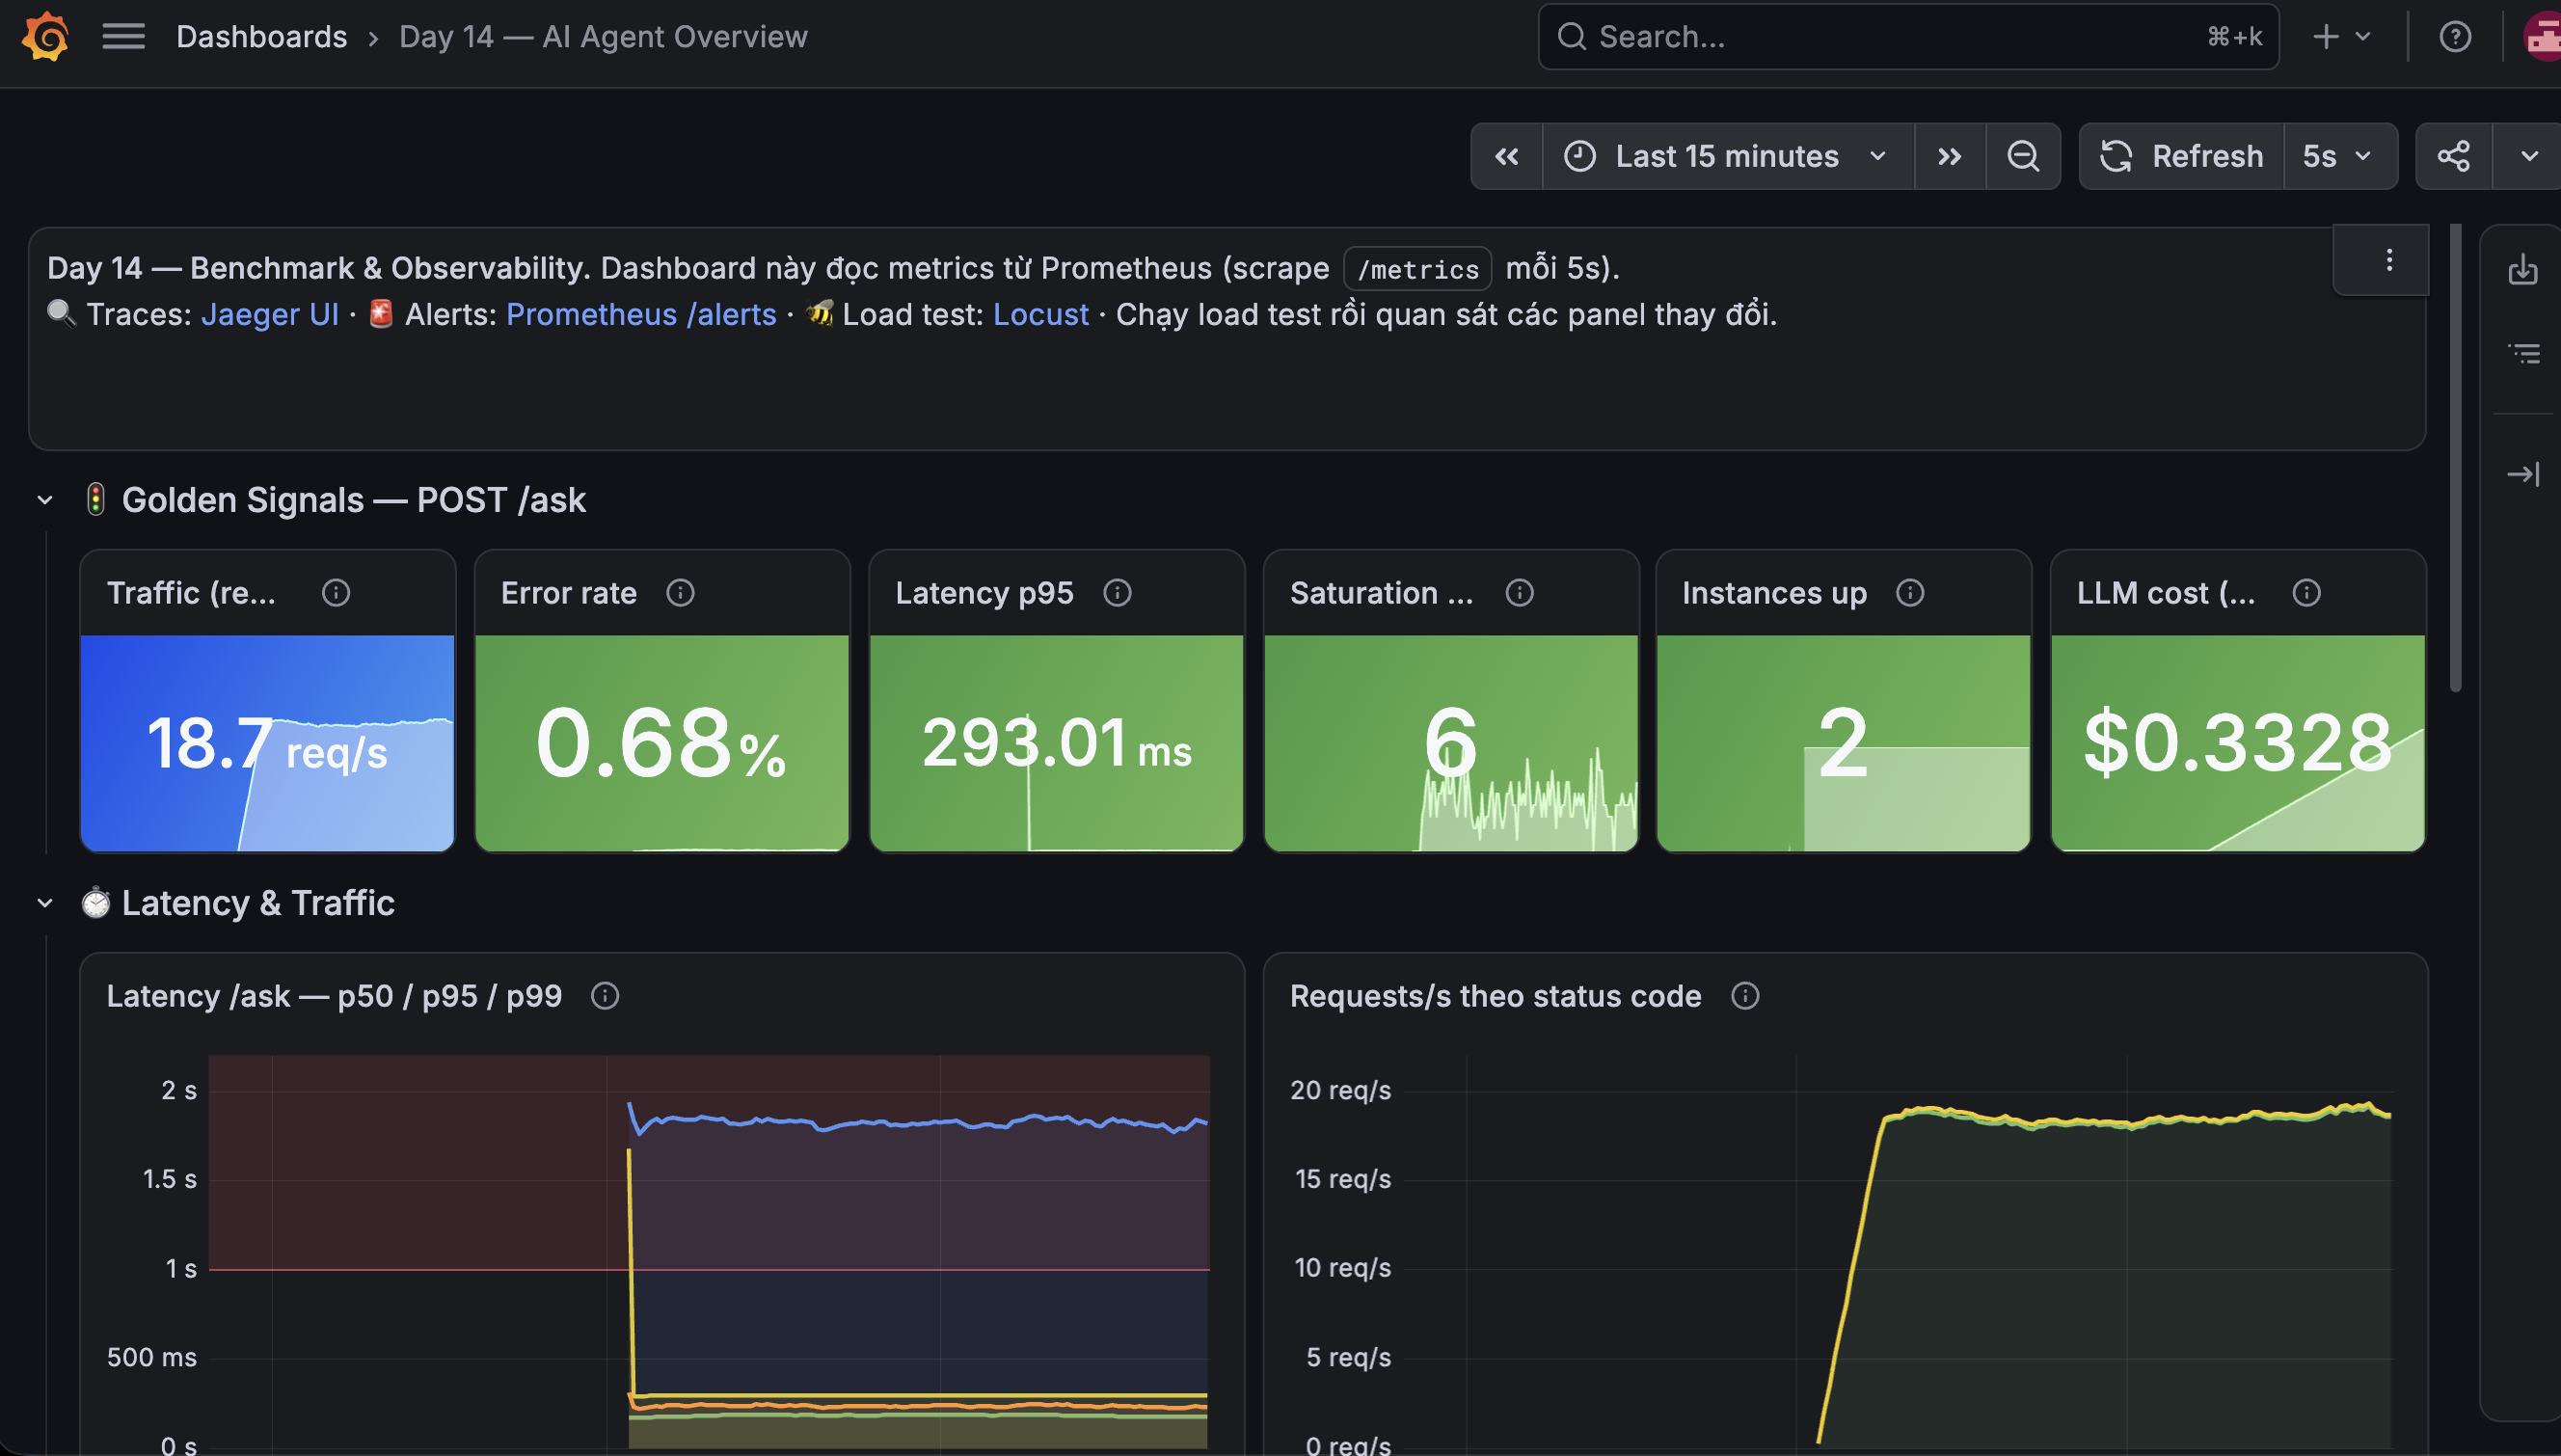 Dashboards › Day 14 — AI Agent Overview
Search...
⌘+k
Last 15 minutes
Refresh
5s
Day 14 — Benchmark & Observability. Dashboard này đọc metrics từ Prometheus (scrape /metrics mỗi 5s).
🔍 Traces: Jaeger UI · 🚨 Alerts: Prometheus /alerts · 🐝 Load test: Locust · Chạy load test rồi quan sát các panel thay đổi.
🚦 Golden Signals — POST /ask
Traffic (re...
Error rate
Latency p95
Saturation ...
Instances up
LLM cost (...
18.7 req/s
0.68%
293.01 ms
6
2
$0.3328
⏱ Latency & Traffic
Latency /ask — p50 / p95 / p99
2 s
1.5 s
1 s
500 ms
0 s
Requests/s theo status code
20 req/s
15 req/s
10 req/s
5 req/s
0 req/s